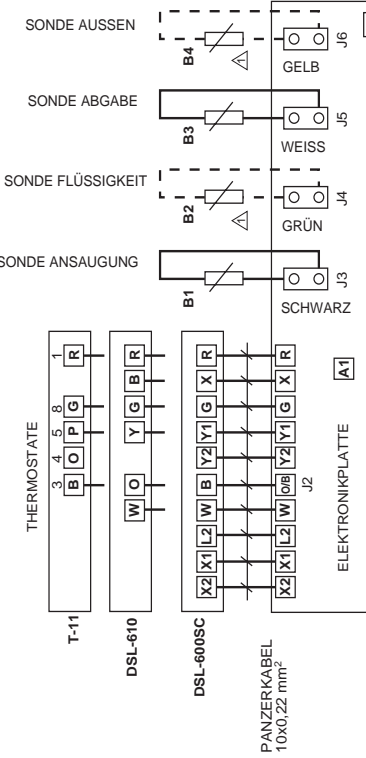 SONDE AUSSEN
B4
1
GELB
J6
SONDE ABGABE
B3
WEISS
J5
SONDE FLÜSSIGKEIT
B2
1
GRÜN
J4
SONDE ANSAUGUNG
B1
SCHWARZ
J3
THERMOSTATE
T-11
3 4 5 8 1
B O P G R
DSL-610
W O Y G B R
DSL-600SC
X2 X1 L2 W B Y2 Y1 G X R
PANZERKABEL
10x0,22 mm²
X2 X1 L2 W O/B Y2 Y1 G X R
J2
A1
ELEKTRONIKPLATTE